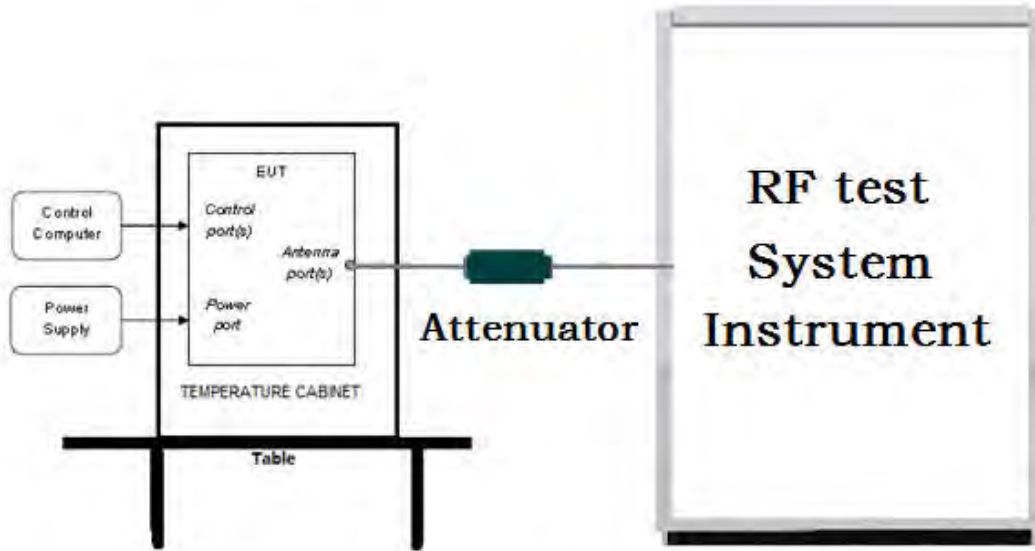 Control
Computer
Power
Supply
EUT
Control
port(s)
Antenna
port(s)
Power
port
TEMPERATURE CABINET
Table
Attenuator
RF test
System
Instrument